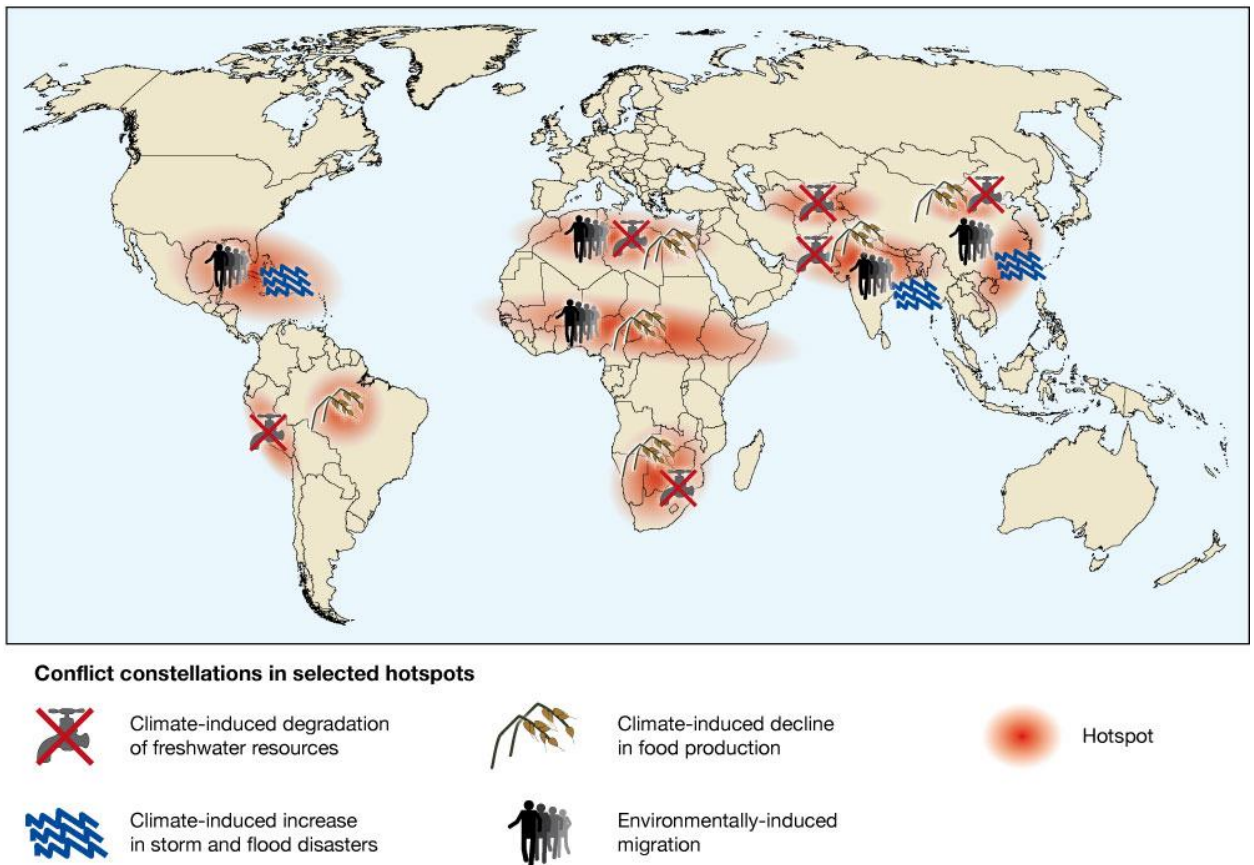 Conflict constellations in selected hotspots
Climate-induced degradation
of freshwater resources
Climate-induced decline
in food production
Hotspot
Climate-induced increase
in storm and flood disasters
Environmentally-induced
migration